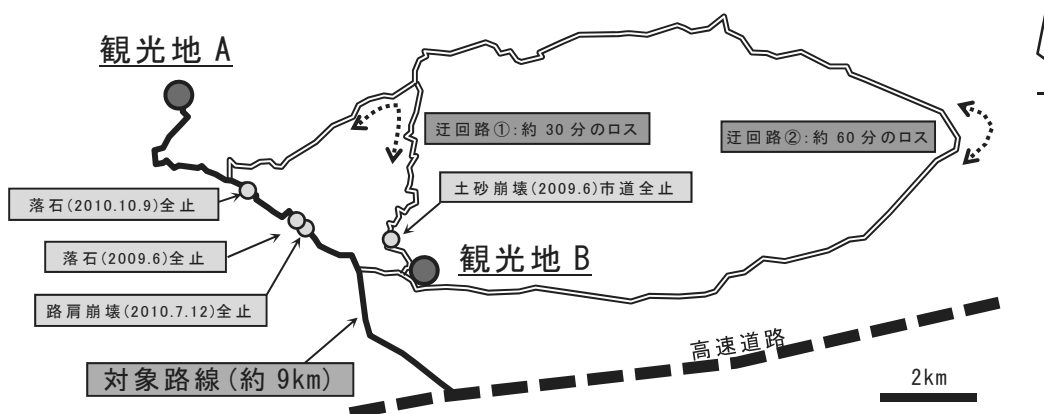 観光地 A
迂回路①:約 30 分のロス
迂回路②:約 60 分のロス
土砂崩壊(2009.6)市道全止
落石(2010.10.9)全止
落石(2009.6)全止
観光地 B
路肩崩壊(2010.7.12)全止
高速道路
対象路線(約 9km)
2km